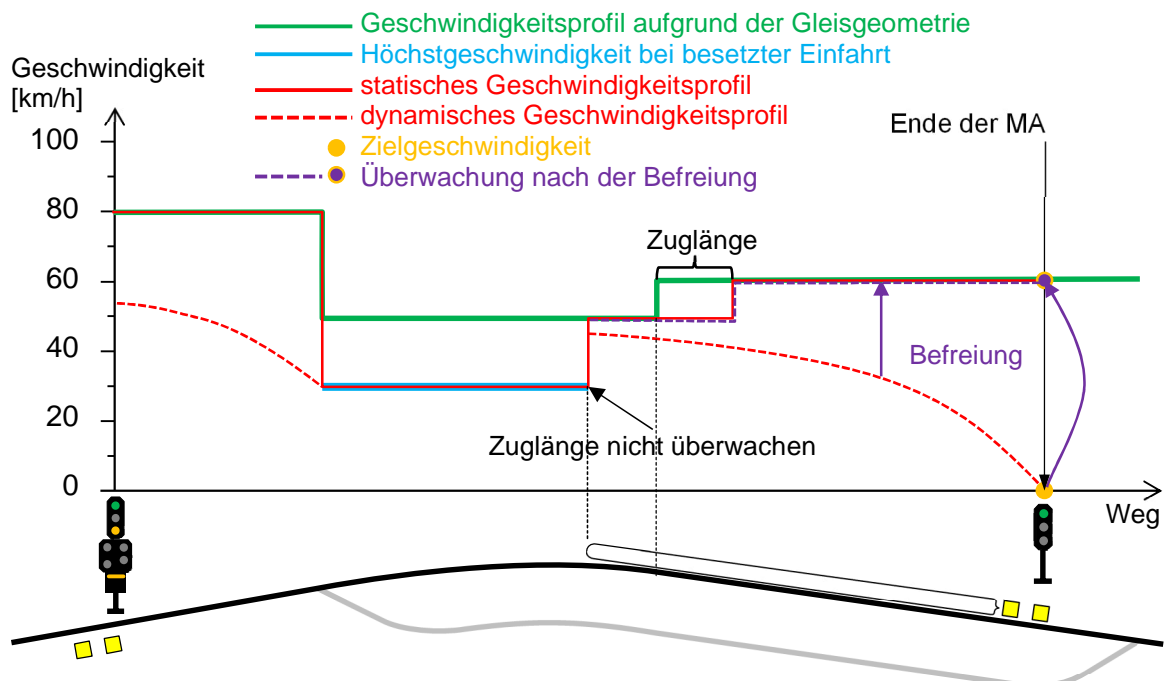 Geschwindigkeitsprofil aufgrund der Gleisgeometrie
Höchstgeschwindigkeit bei besetzter Einfahrt
statisches Geschwindigkeitsprofil
dynamisches Geschwindigkeitsprofil
Zielgeschwindigkeit
Überwachung nach der Befreiung
Geschwindigkeit
[km/h]
Ende der MA
100
80
60
40
20
0
Zuglänge
Befreiung
Zuglänge nicht überwachen
Weg